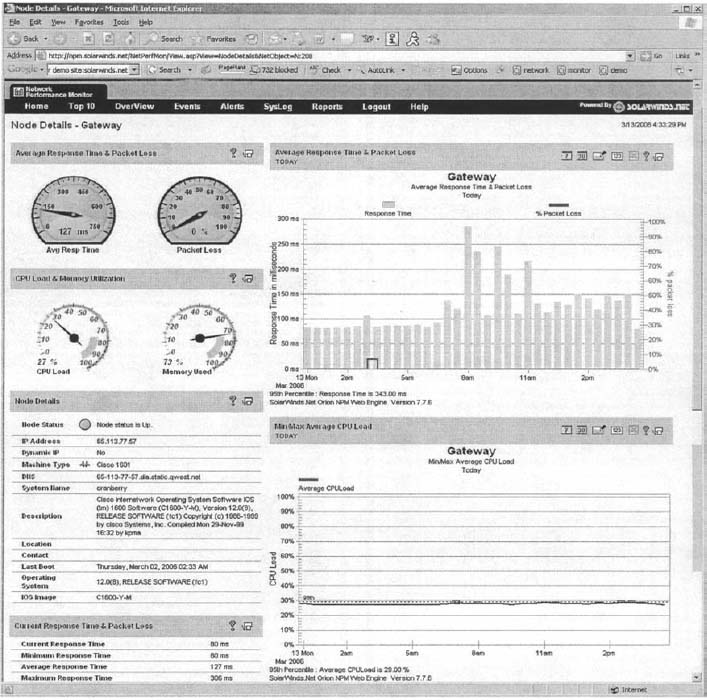 Node Details - Gateway - Microsoft Internet Explorer
File Edit View Favorites Tools Help
Back Search Favorites
Address http://npm.solarwinds.net/NetPerfMon/View.asp?View=NodeDetails&NetObject=N:208 Go Links »
Google r demo site:solarwinds.net Search PageRank 732 blocked Check AutoLink Options network monitor demo
Network
Performance Monitor
Home Top 10 OverView Events Alerts SysLog Reports Logout Help Powered By SOLARWINDS.NET
Node Details - Gateway 3/13/2006 4:33:29 PM
Average Response Time & Packet Loss
150 300 450 600 750
127 ms
Avg Resp Time
0 10 20 30 40 50 60 70 80 90 100
0 %
Packet Loss
CPU Load & Memory Utilization
0 10 20 30 40 50 60 70 80 90 100
27 %
CPU Load
0 10 20 30 40 50 60 70 80 90 100
73 %
Memory Used
Node Details
Node Status Node status is Up.
IP Address 65.113.77.57
Dynamic IP No
Machine Type Cisco 1601
DNS 65-113-77-57.dia.static.qwest.net
System Name cranberry
Description
Cisco Internetwork Operating System Software IOS
(tm) 1600 Software (C1600-Y-M), Version 12.0(8),
RELEASE SOFTWARE (fc1) Copyright (c) 1986-1999
by cisco Systems, Inc. Compiled Mon 29-Nov-99
16:32 by kpma
Location
Contact
Last Boot Thursday, March 02, 2006 02:33 AM
Operating System 12.0(8), RELEASE SOFTWARE (fc1)
IOS Image C1600-Y-M
Current Response Time & Packet Loss
Current Response Time 80 ms
Minimum Response Time 80 ms
Average Response Time 127 ms
Maximum Response Time 306 ms
Average Response Time & Packet Loss
TODAY
Gateway
Average Response Time & Packet Loss
Today
Response Time % Packet Loss
Response Time in milliseconds
300 ms
250 ms
200 ms
150 ms
100 ms
50 ms
0 ms
100%
90%
80%
70%
60%
50%
40%
30%
20%
10%
0%
% packet loss
13 Mon 2am 5am 8am 11am 2pm
Mar 2006
95th Percentile : Response Time is 343.00 ms
SolarWinds.Net Orion NPM Web Engine Version 7.7.6
Min/Max Average CPU Load
TODAY
Gateway
Min/Max Average CPU Load
Today
Average CPULoad
CPU Load
100%
90%
80%
70%
60%
50%
40%
30%
20%
10%
0%
95th
13 Mon 2am 5am 8am 11am 2pm
Mar 2006
95th Percentile : Average CPULoad is 29.00 %
SolarWinds.Net Orion NPM Web Engine Version 7.7.6
Internet